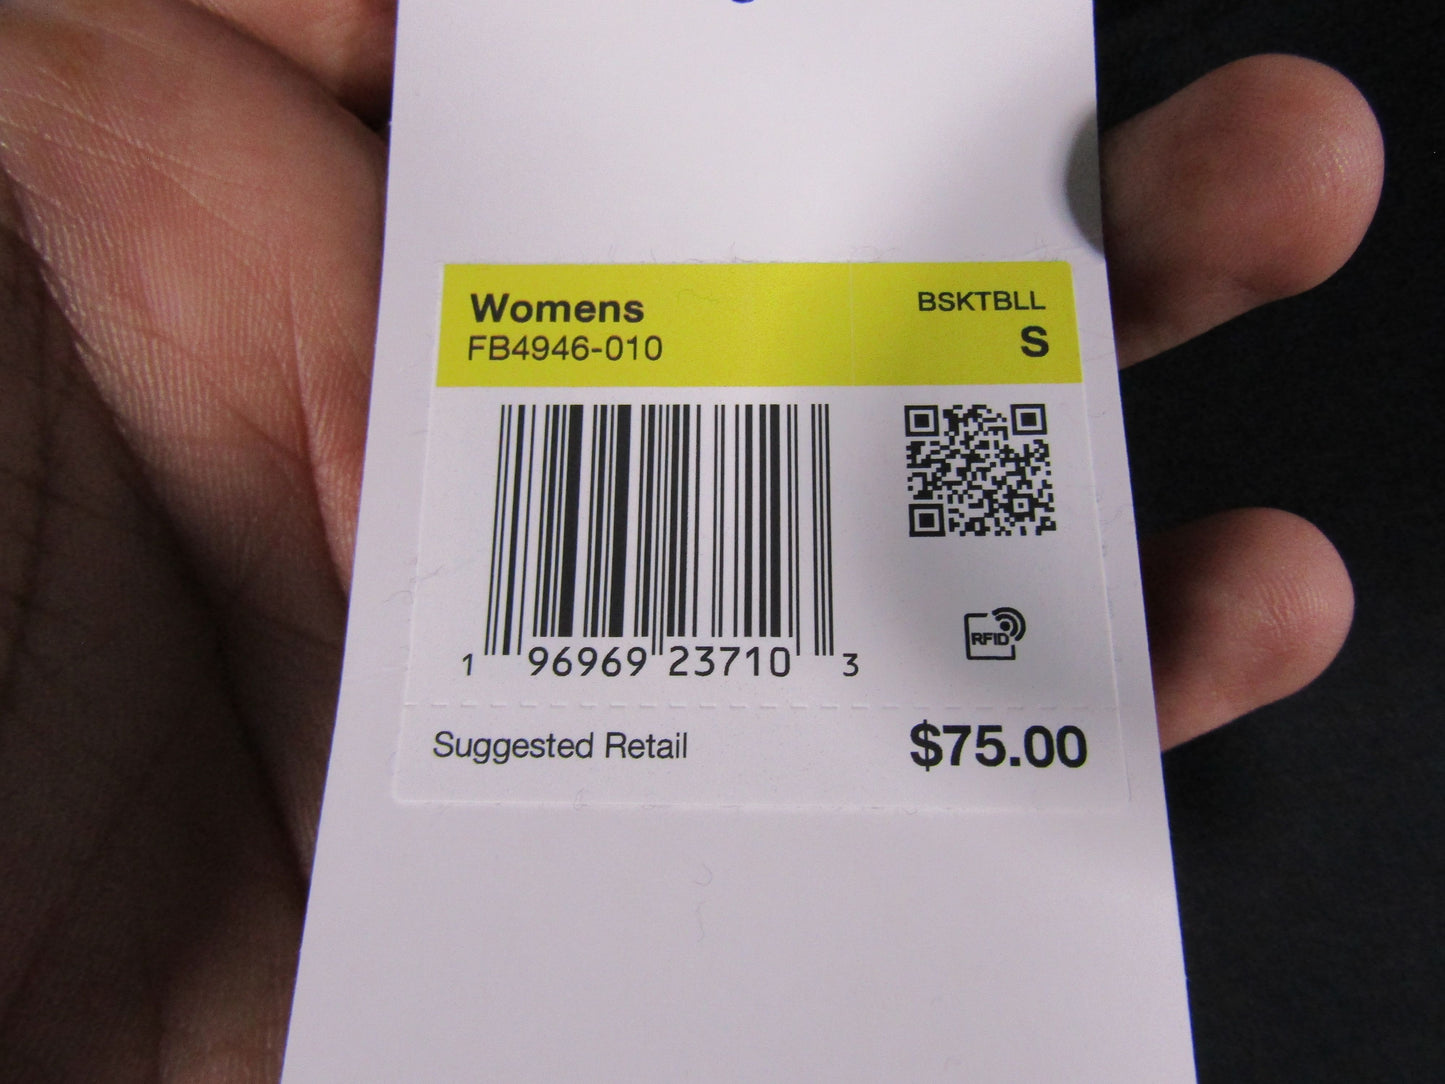 Womens
FB4946-010
BSKTBLL
S
1 96969 23710 3
RFID
Suggested Retail
$75.00